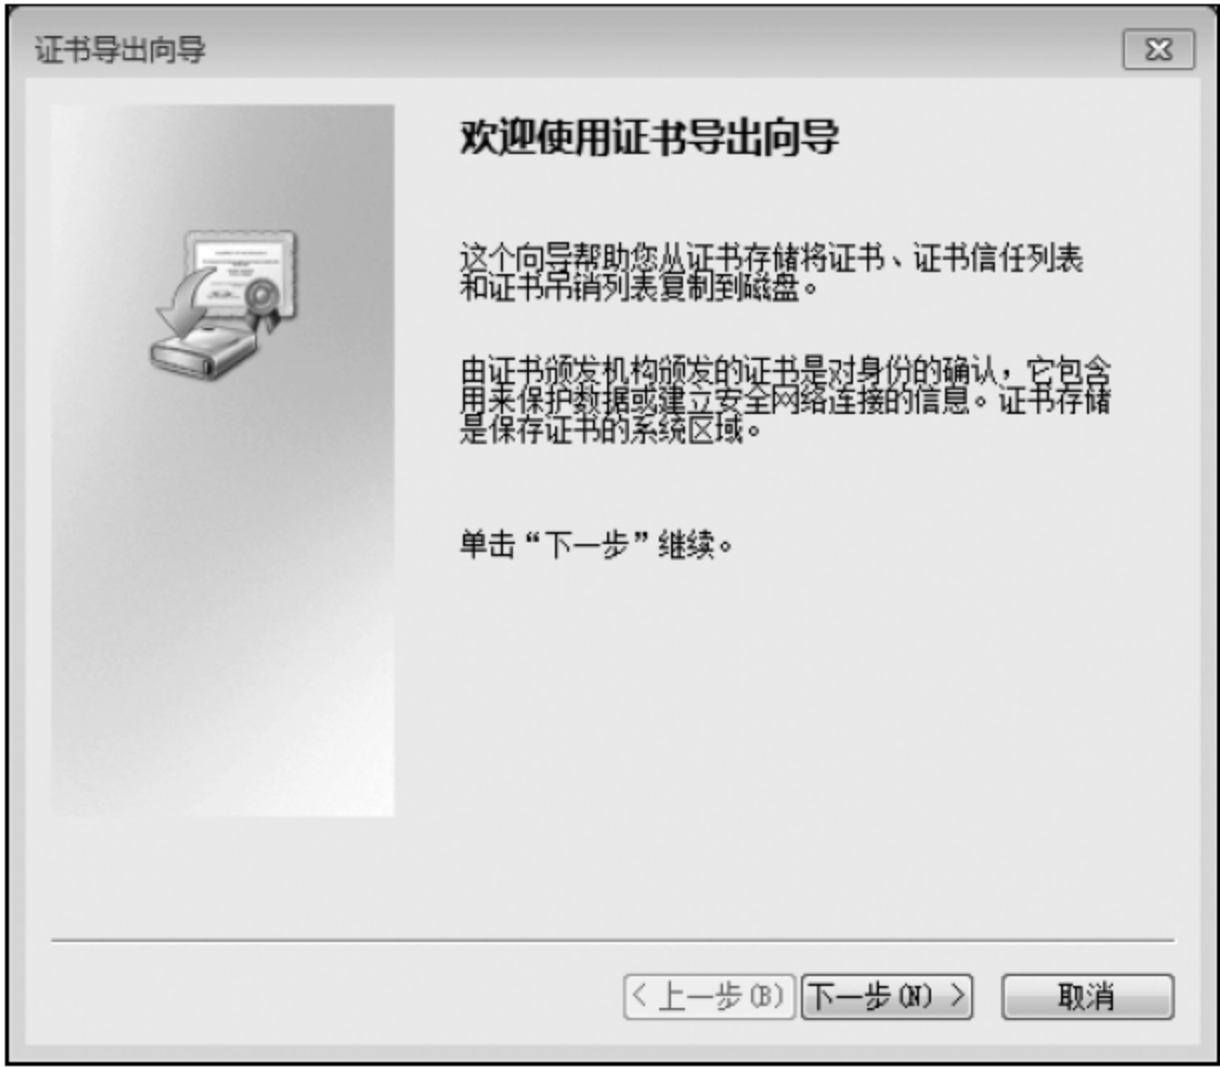 证书导出向导
欢迎使用证书导出向导
这个向导帮助您从证书存储将证书、证书信任列表
和证书吊销列表复制到磁盘。
由证书颁发机构颁发的证书是对身份的确认，它包含
用来保护数据或建立安全网络连接的信息。证书存储
是保存证书的系统区域。
单击“下一步”继续。
< 上一步(B) 下一步(N) > 取消